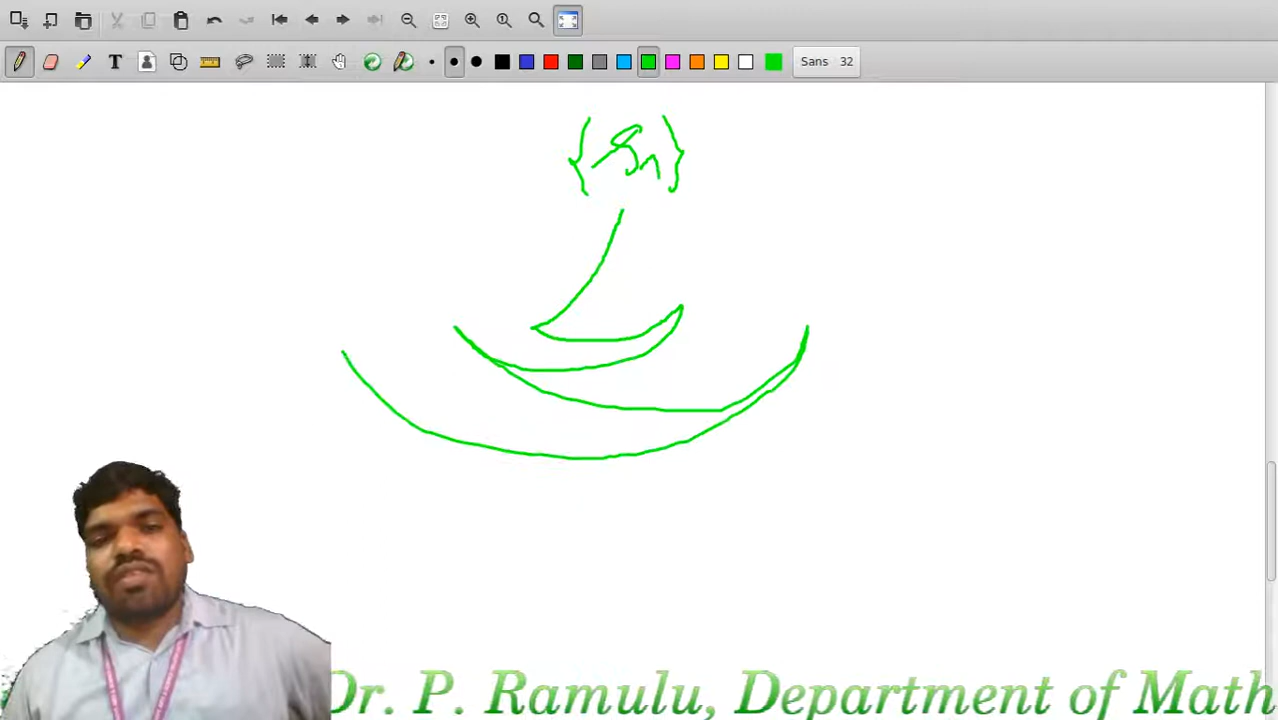 Sans 32
{Sn}
Dr. P. Ramulu, Department of Math